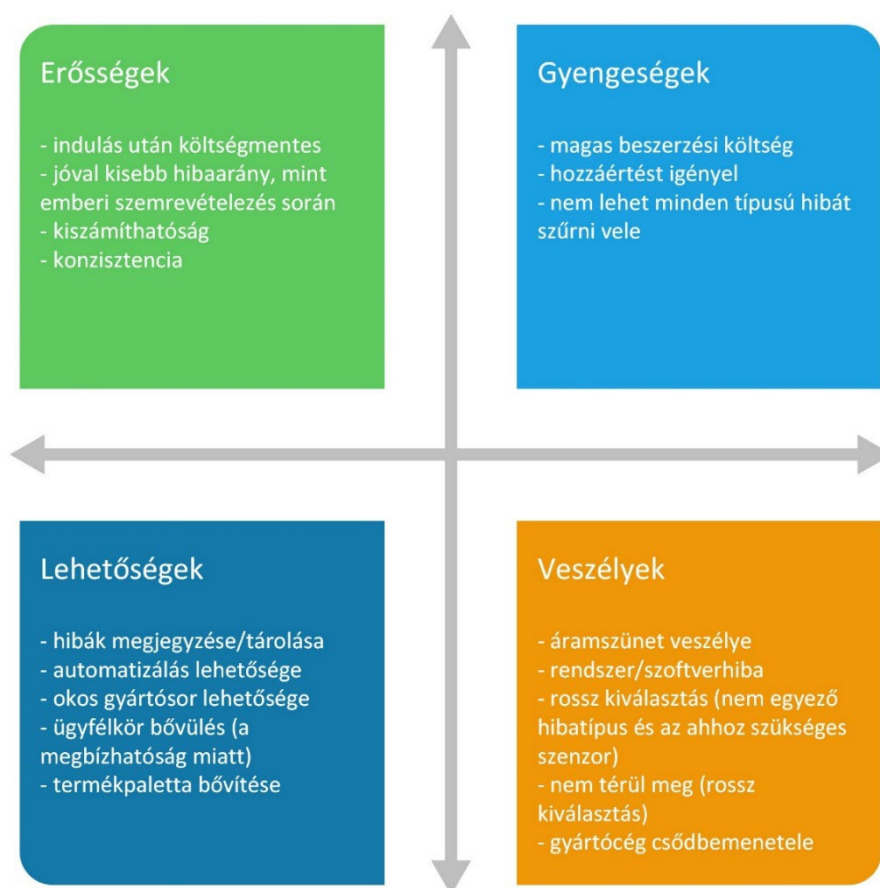 Erősségek
- indulás után költségmentes
- jóval kisebb hibaarány, mint
emberi szemrevételezés során
- kiszámíthatóság
- konzisztencia
Gyengeségek
- magas beszerzési költség
- hozzáértést igényel
- nem lehet minden típusú hibát
szűrni vele
Lehetőségek
- hibák megjegyzése/tárolása
- automatizálás lehetősége
- okos gyártósor lehetősége
- ügyfélkör bővülés (a
megbízhatóság miatt)
- termékpaletta bővítése
Veszélyek
- áramszünet veszélye
- rendszer/szoftverhiba
- rossz kiválasztás (nem egyező
hibatípus és az ahhoz szükséges
szenzor)
- nem térül meg (rossz
kiválasztás)
- gyártócég csődbemenetele